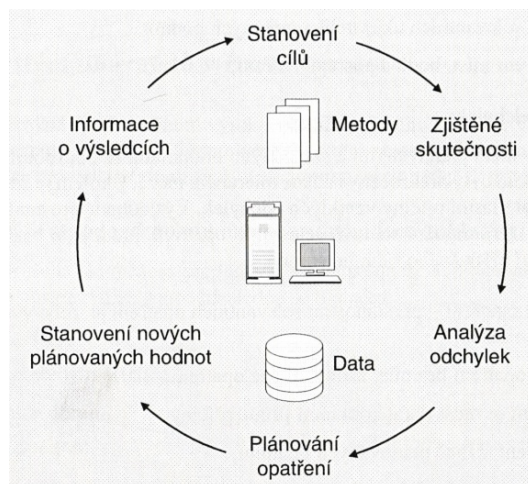 Stanovení
cílů
Informace
o výsledcích
Metody
Zjištěné
skutečnosti
Stanovení nových
plánovaných hodnot
Data
Analýza
odchylek
Plánování
opatření